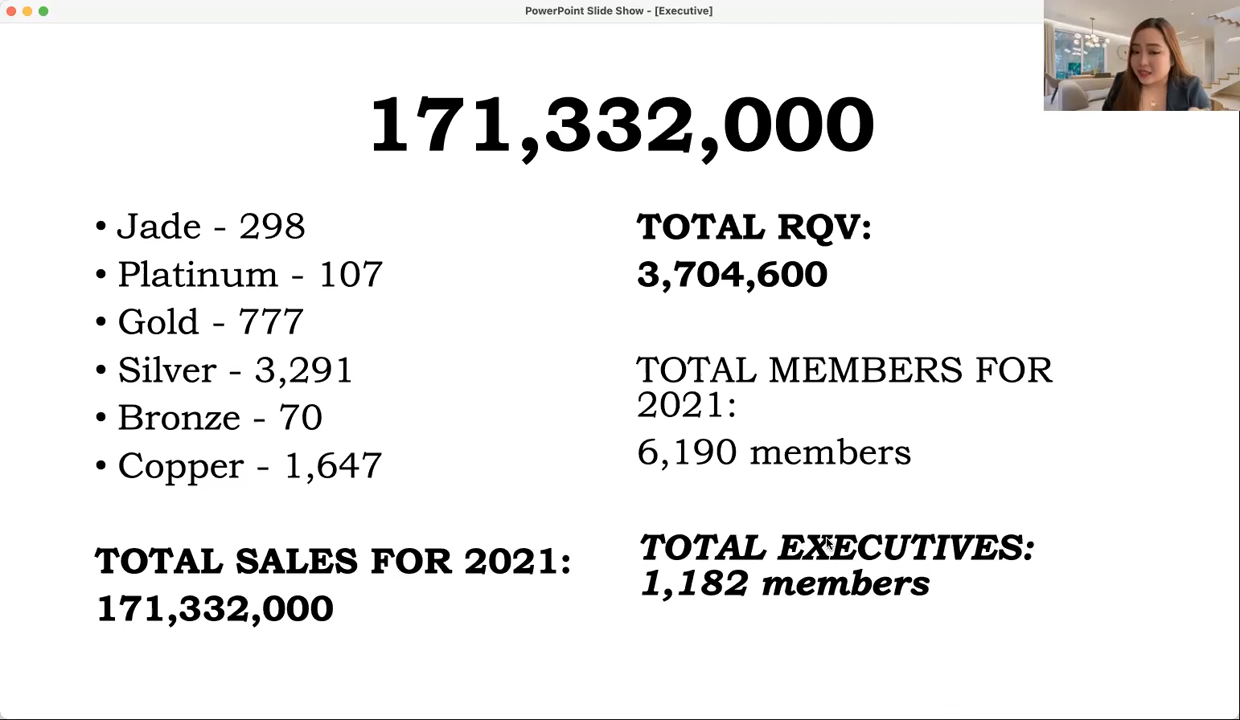 PowerPoint Slide Show - [Executive]
171,332,000
• Jade - 298
• Platinum - 107
• Gold - 777
• Silver - 3,291
• Bronze - 70
• Copper - 1,647
TOTAL SALES FOR 2021:
171,332,000
TOTAL RQV:
3,704,600
TOTAL MEMBERS FOR
2021:
6,190 members
TOTAL EXECUTIVES:
1,182 members